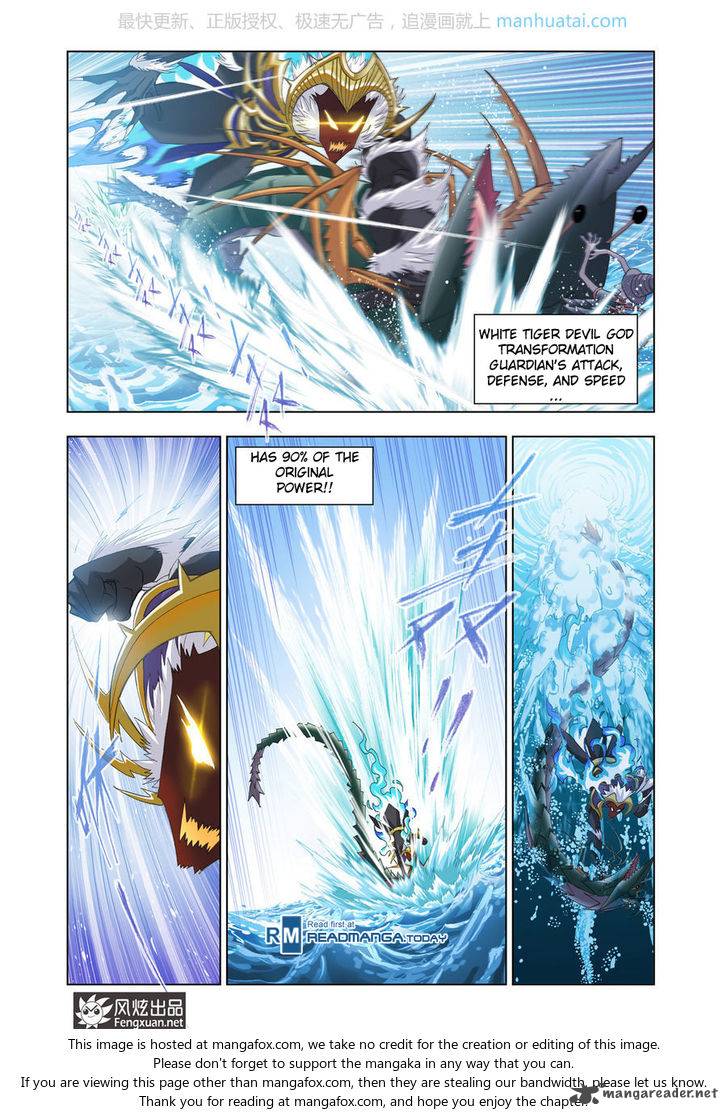 最快更新、正版授权、极速无广告，追漫画就上 manhuatai.com
WHITE TIGER DEVIL GOD
TRANSFORMATION
GUARDIAN'S ATTACK,
DEFENSE, AND SPEED
...
HAS 90% OF THE
ORIGINAL
POWER!!
RM Read first at
READMANGA.TODAY
风炫出品
Fengxuan.net
This image is hosted at mangafox.com, we take no credit for the creation or editing of this image.
Please don't forget to support the mangaka in any way that you can.
If you are viewing this page other than mangafox.com, then they are stealing our bandwidth, please let us know.
Thank you for reading at mangafox.com, and hope you enjoy the chapter.
mangareader.net